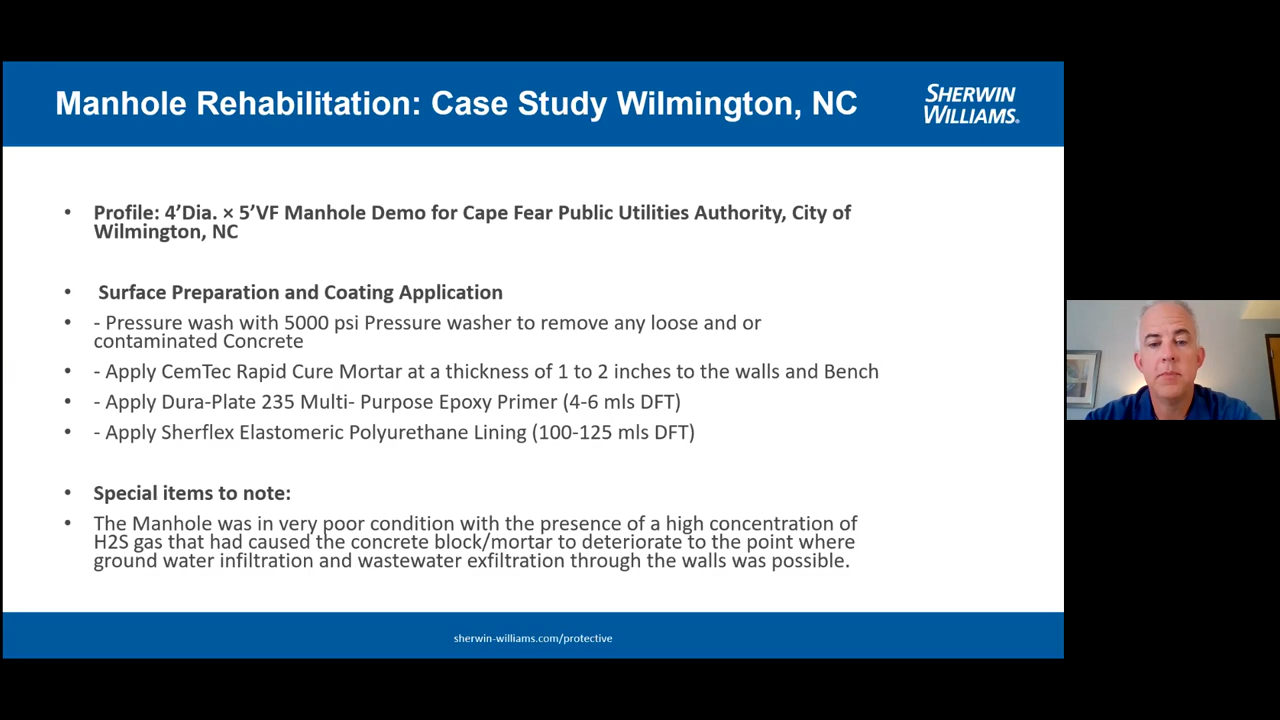 Manhole Rehabilitation: Case Study Wilmington, NC
SHERWIN
WILLIAMS®
• Profile: 4’Dia. × 5’VF Manhole Demo for Cape Fear Public Utilities Authority, City of
Wilmington, NC
• Surface Preparation and Coating Application
• - Pressure wash with 5000 psi Pressure washer to remove any loose and or
contaminated Concrete
• - Apply CemTec Rapid Cure Mortar at a thickness of 1 to 2 inches to the walls and Bench
• - Apply Dura-Plate 235 Multi- Purpose Epoxy Primer (4-6 mls DFT)
• - Apply Sherflex Elastomeric Polyurethane Lining (100-125 mls DFT)
• Special items to note:
• The Manhole was in very poor condition with the presence of a high concentration of
H2S gas that had caused the concrete block/mortar to deteriorate to the point where
ground water infiltration and wastewater exfiltration through the walls was possible.
sherwin-williams.com/protective